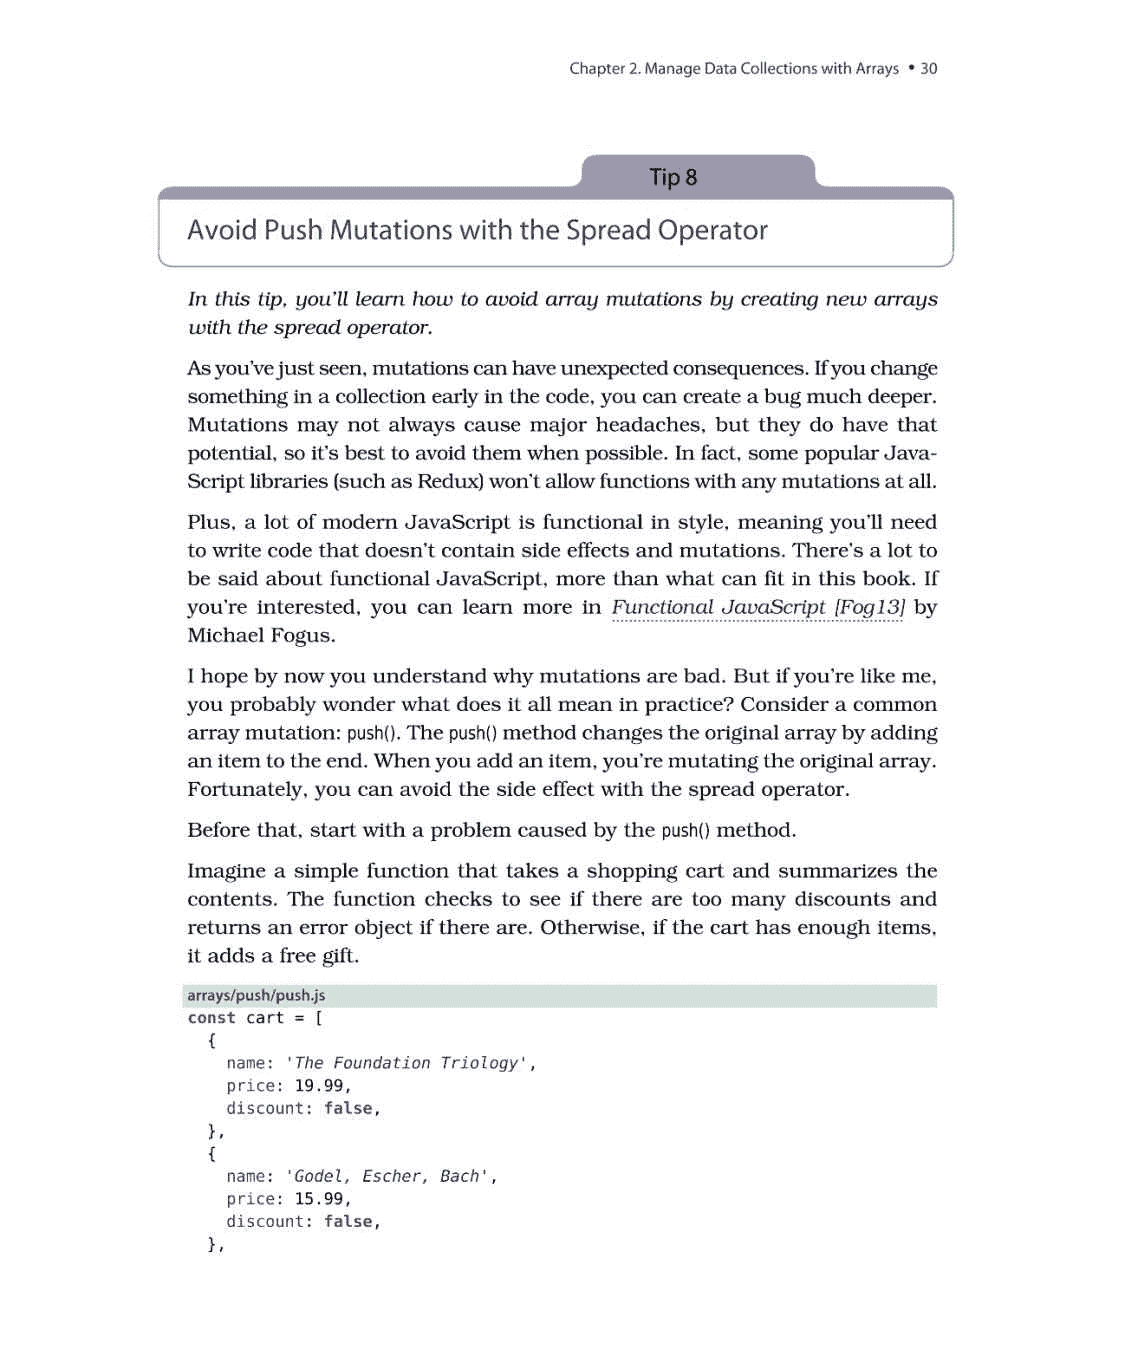 Chapter 2. Manage Data Collections with Arrays • 30
Tip 8
Avoid Push Mutations with the Spread Operator
In this tip, you’ll learn how to avoid array mutations by creating new arrays
with the spread operator.
As you’ve just seen, mutations can have unexpected consequences. If you change
something in a collection early in the code, you can create a bug much deeper.
Mutations may not always cause major headaches, but they do have that
potential, so it’s best to avoid them when possible. In fact, some popular Java-
Script libraries (such as Redux) won’t allow functions with any mutations at all.
Plus, a lot of modern JavaScript is functional in style, meaning you’ll need
to write code that doesn’t contain side effects and mutations. There’s a lot to
be said about functional JavaScript, more than what can fit in this book. If
you’re interested, you can learn more in Functional JavaScript [Fog13] by
Michael Fogus.
I hope by now you understand why mutations are bad. But if you’re like me,
you probably wonder what does it all mean in practice? Consider a common
array mutation: push(). The push() method changes the original array by adding
an item to the end. When you add an item, you’re mutating the original array.
Fortunately, you can avoid the side effect with the spread operator.
Before that, start with a problem caused by the push() method.
Imagine a simple function that takes a shopping cart and summarizes the
contents. The function checks to see if there are too many discounts and
returns an error object if there are. Otherwise, if the cart has enough items,
it adds a free gift.
arrays/push/push.js
const cart = [
  {
    name: 'The Foundation Triology',
    price: 19.99,
    discount: false,
  },
  {
    name: 'Godel, Escher, Bach',
    price: 15.99,
    discount: false,
  },